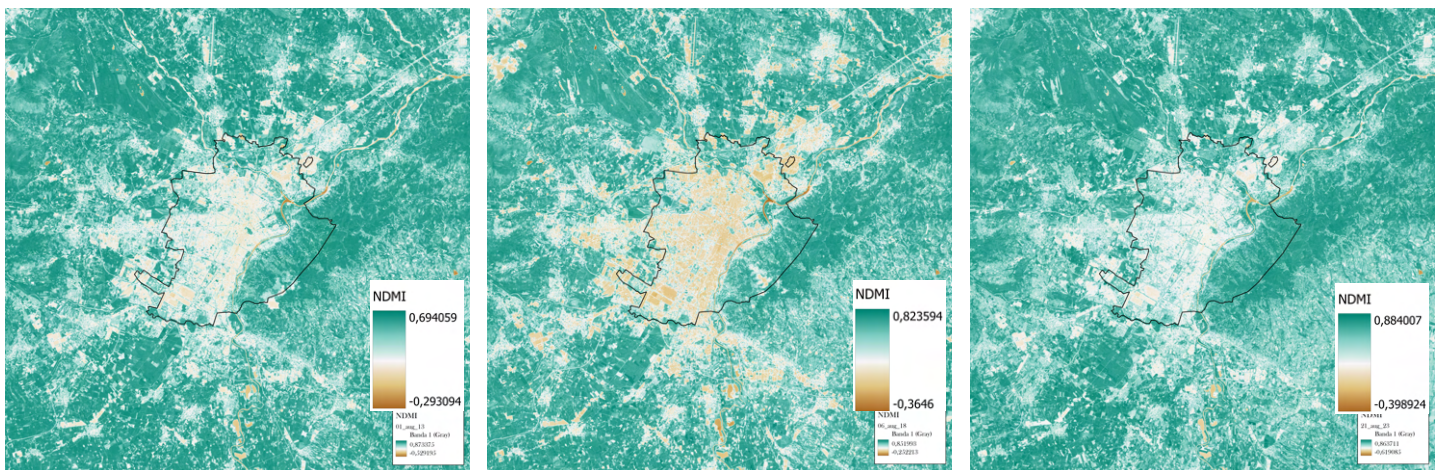 NDMI
0,694059
-0,293094
NDMI
01_aug_13
Banda 1 (Gray)
0,873375
-0,529195
NDMI
0,823594
-0,3646
NDMI
06_aug_18
Banda 1 (Gray)
0,851993
-0,252213
NDMI
0,884007
-0,398924
NDMI
21_aug_23
Banda 1 (Gray)
0,863711
-0,619085